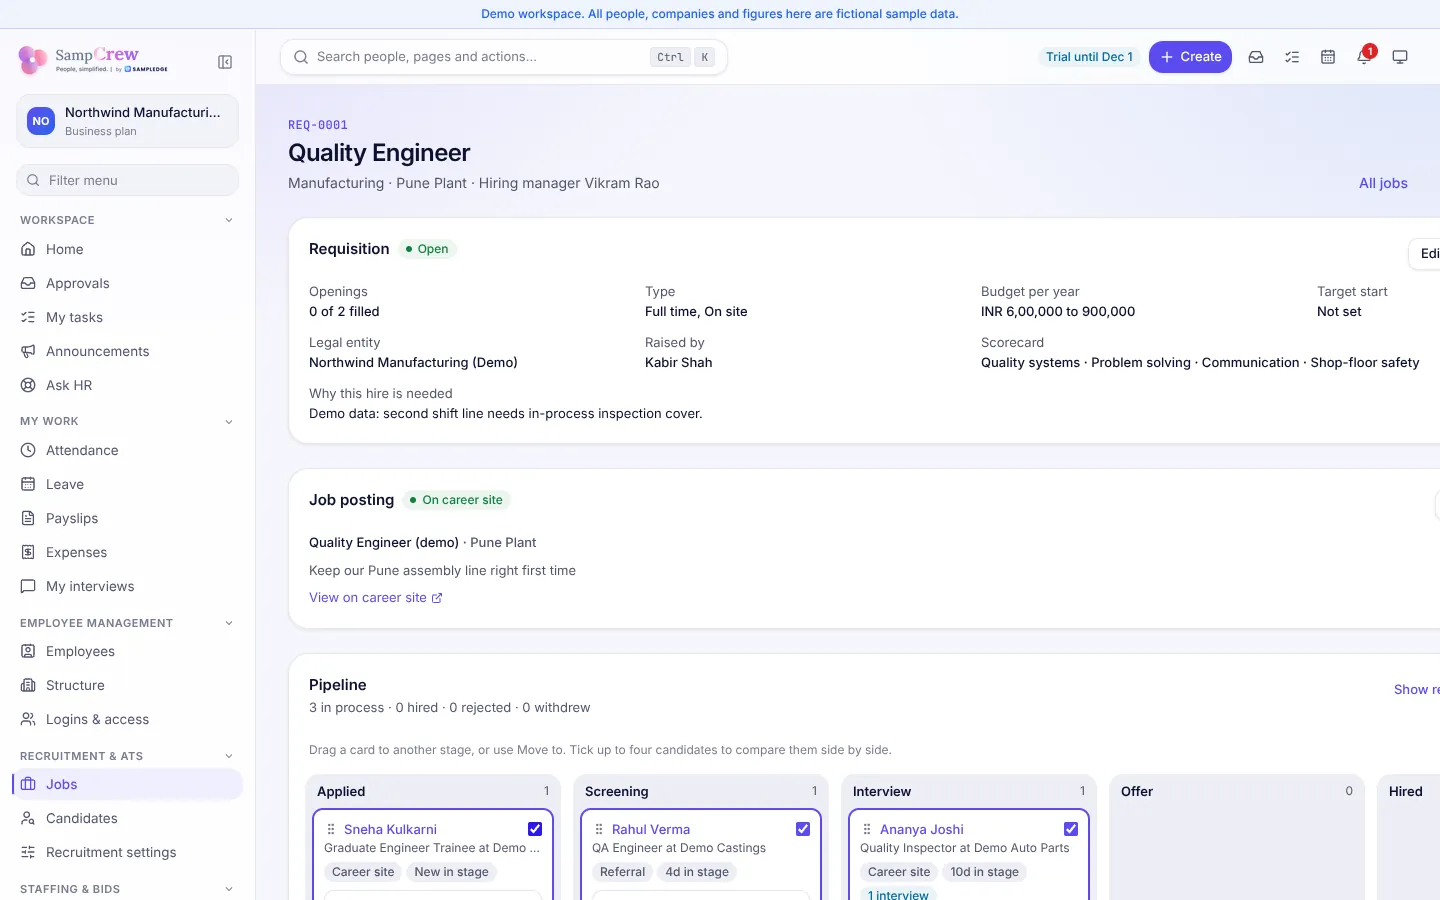 Demo workspace. All people, companies and figures here are fictional sample data.
SampCrew
People, simplified. | by SAMPLEDGE
Search people, pages and actions...
Ctrl K
Trial until Dec 1
Create
1
NO
Northwind Manufacturi...
Business plan
Filter menu
WORKSPACE
Home
Approvals
My tasks
Announcements
Ask HR
MY WORK
Attendance
Leave
Payslips
Expenses
My interviews
EMPLOYEE MANAGEMENT
Employees
Structure
Logins & access
RECRUITMENT & ATS
Jobs
Candidates
Recruitment settings
STAFFING & BIDS
REQ-0001
Quality Engineer
Manufacturing · Pune Plant · Hiring manager Vikram Rao
All jobs
Requisition
Open
Edi
Openings
0 of 2 filled
Type
Full time, On site
Budget per year
INR 6,00,000 to 900,000
Target start
Not set
Legal entity
Northwind Manufacturing (Demo)
Raised by
Kabir Shah
Scorecard
Quality systems · Problem solving · Communication · Shop-floor safety
Why this hire is needed
Demo data: second shift line needs in-process inspection cover.
Job posting
On career site
Quality Engineer (demo) · Pune Plant
Keep our Pune assembly line right first time
View on career site
Pipeline
3 in process · 0 hired · 0 rejected · 0 withdrew
Show re
Drag a card to another stage, or use Move to. Tick up to four candidates to compare them side by side.
Applied 1
Sneha Kulkarni
Graduate Engineer Trainee at Demo ...
Career site
New in stage
Screening 1
Rahul Verma
QA Engineer at Demo Castings
Referral
4d in stage
Interview 1
Ananya Joshi
Quality Inspector at Demo Auto Parts
Career site
10d in stage
1 interview
Offer 0
Hired